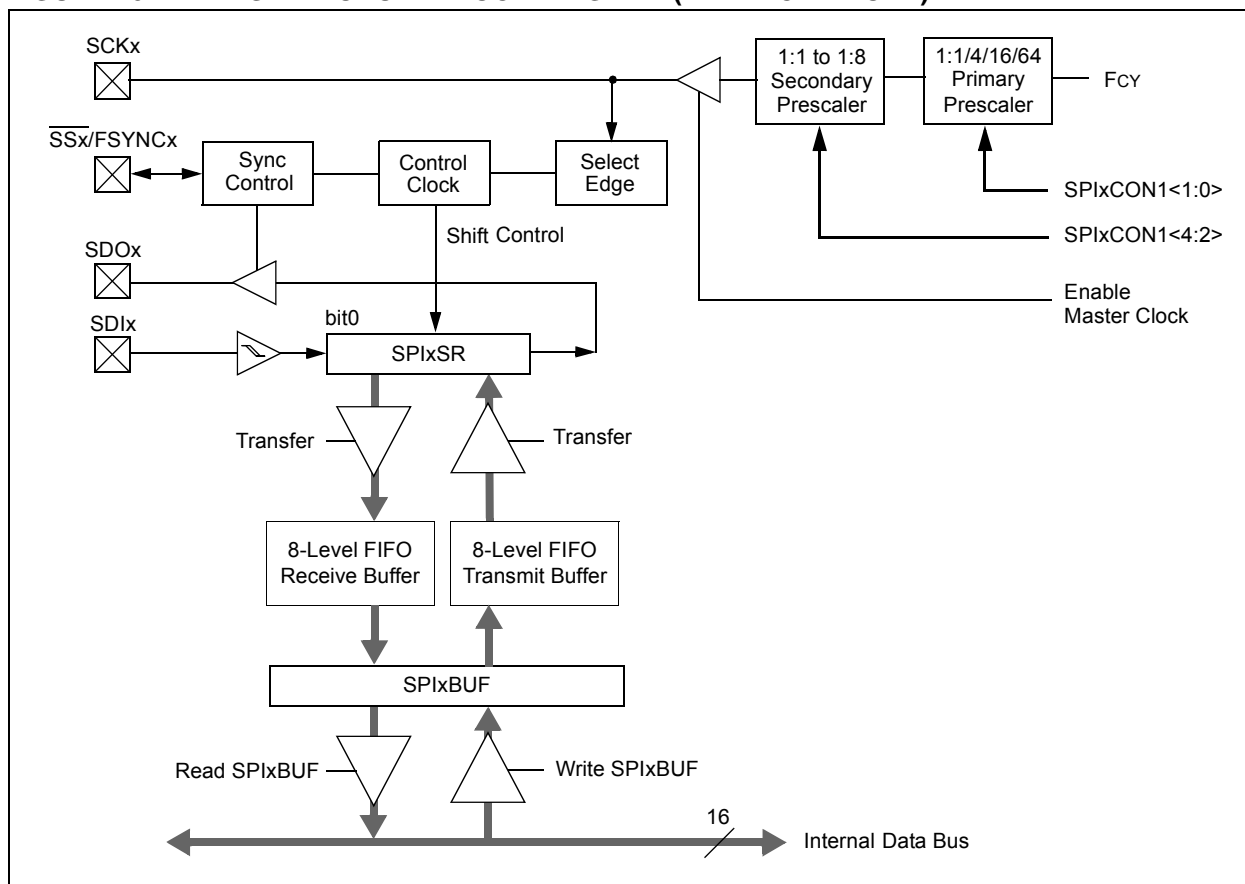 SCKx
SSx/FSYNCx
SDOx
SDIx
Sync
Control
Control
Clock
Select
Edge
1:1 to 1:8
Secondary
Prescaler
1:1/4/16/64
Primary
Prescaler
FCY
SPIxCON1<1:0>
SPIxCON1<4:2>
Enable
Master Clock
Shift Control
bit0
SPIxSR
Transfer
Transfer
8-Level FIFO
Receive Buffer
8-Level FIFO
Transmit Buffer
SPIxBUF
Read SPIxBUF
Write SPIxBUF
16
Internal Data Bus